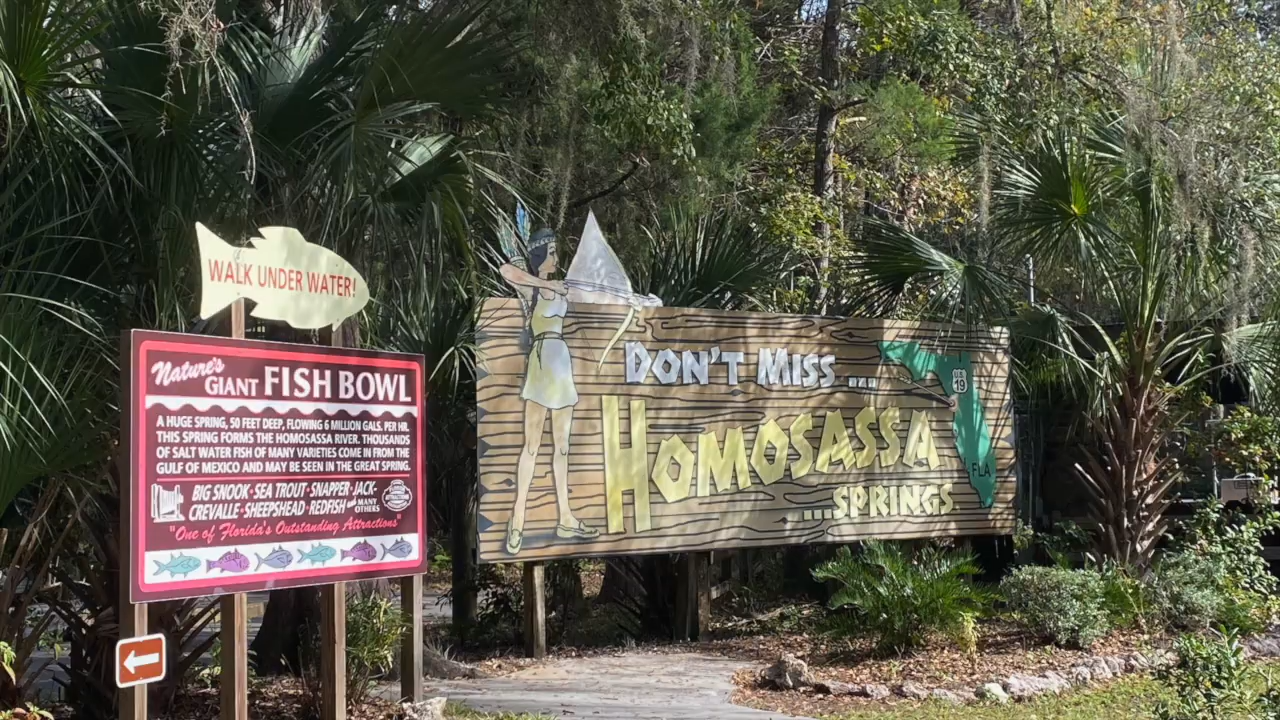 WALK UNDER WATER!
Nature's
GIANT FISH BOWL
A HUGE SPRING, 50 FEET DEEP, FLOWING 6 MILLION GALS. PER HR.
THIS SPRING FORMS THE HOMOSASSA RIVER. THOUSANDS
OF SALT WATER FISH OF MANY VARIETIES COME IN FROM THE
GULF OF MEXICO AND MAY BE SEEN IN THE GREAT SPRING.
BIG SNOOK · SEA TROUT · SNAPPER · JACK-
CREVALLE · SHEEPSHEAD · REDFISH AND MANY OTHERS
"One of Florida's Outstanding Attractions"
DON'T MISS ...
HOMOSASSA
...SPRINGS
U.S.
19
FLA